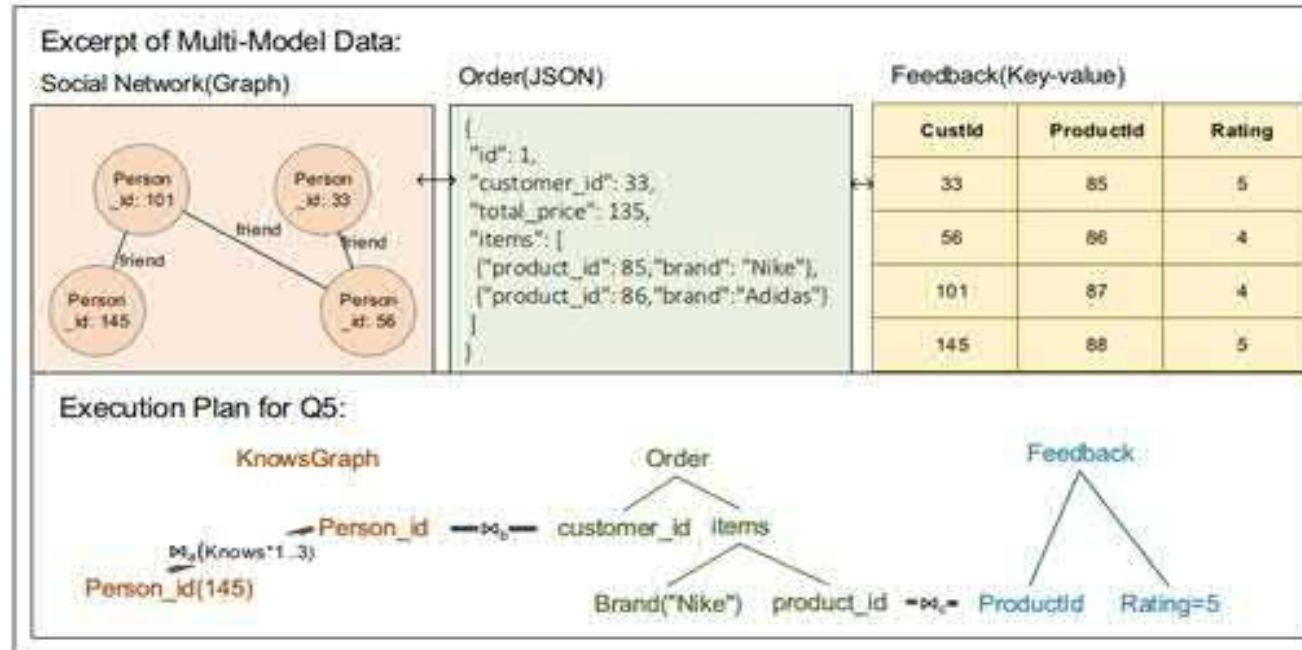 Excerpt of Multi-Model Data:
Social Network(Graph)
Order(JSON)
Feedback(Key-value)
Person
_id: 101
Person
_id: 33
friend
friend
friend
Person
_id: 145
Person
_id: 56
{
"id": 1,
"customer_id": 33,
"total_price": 135,
"items": [
{"product_id": 85,"brand": "Nike"},
{"product_id": 86,"brand":"Adidas"}
]
}
CustId ProductId Rating
33 85 5
56 86 4
101 87 4
145 88 5
Execution Plan for Q5:
KnowsGraph
Order
Feedback
Person_id ⋈b customer_id items
⋈a(Knows*1..3)
Person_id(145)
Brand("Nike") product_id ⋈c ProductId Rating=5